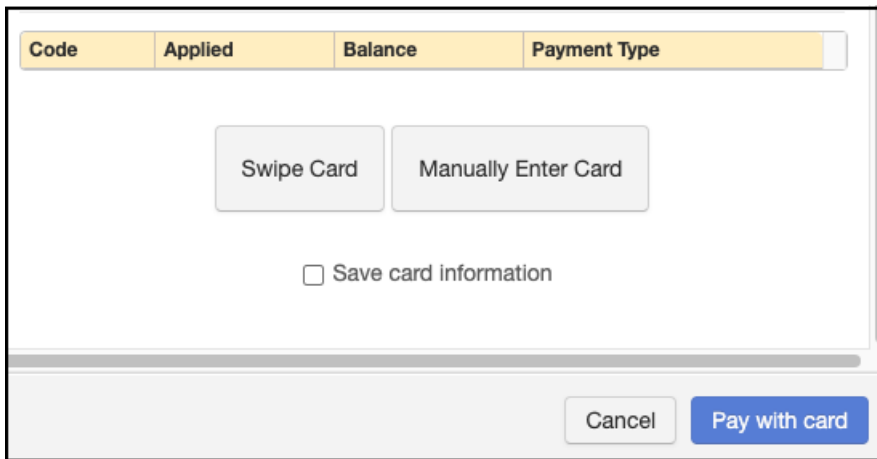 Code Applied Balance Payment Type
Swipe Card Manually Enter Card
Save card information
Cancel Pay with card